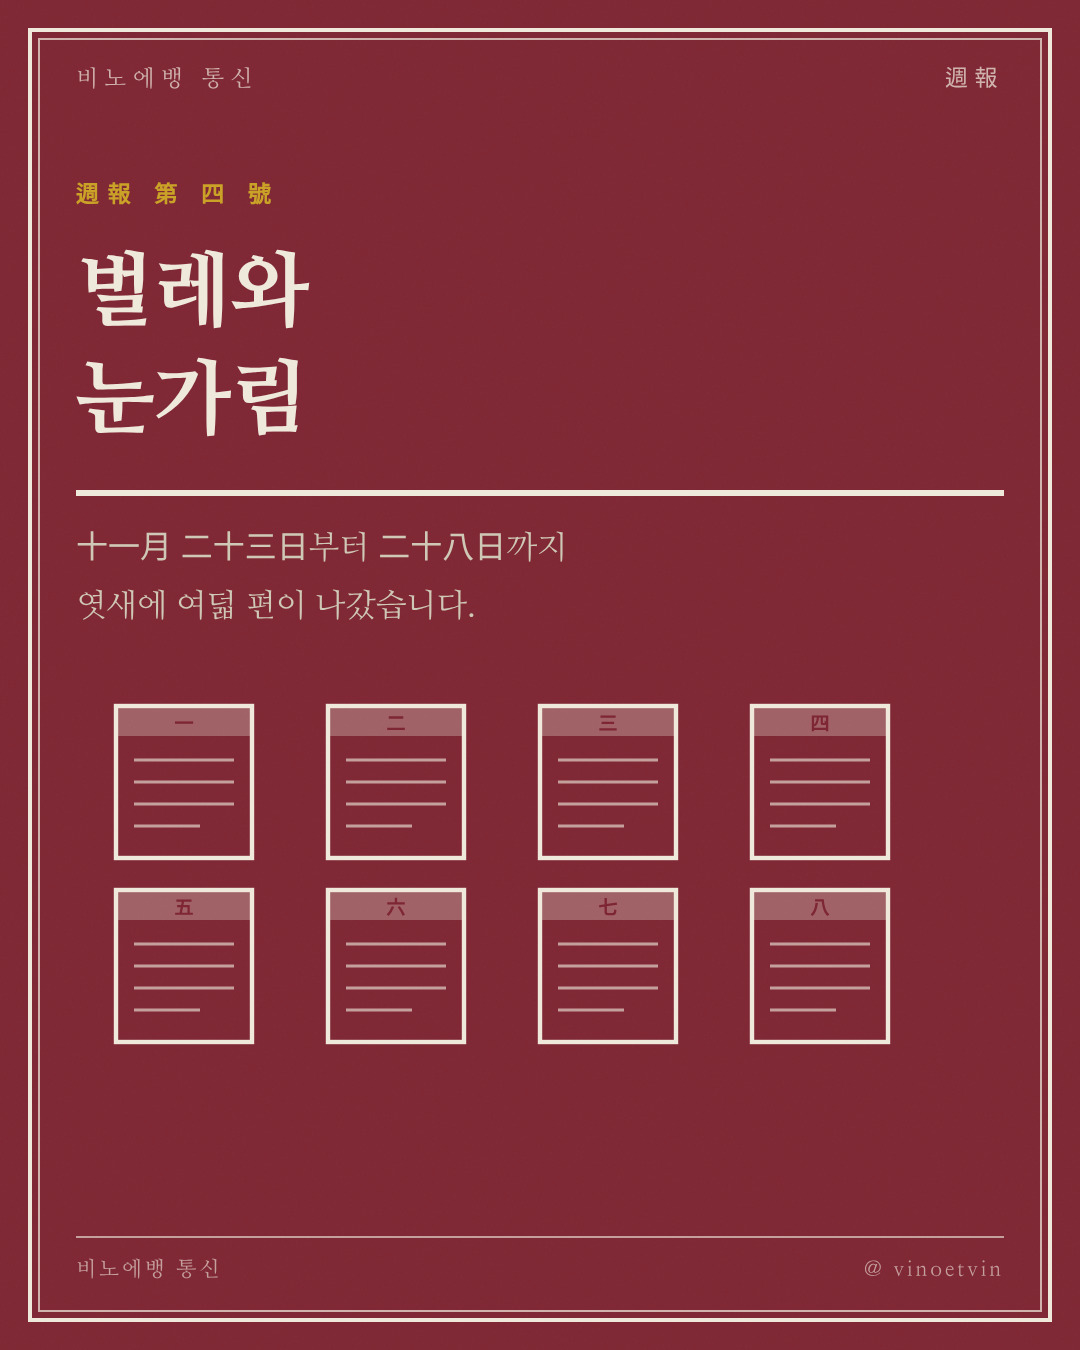 비노에뱅 통신
週報
週報 第 四 號
벌레와
눈가림
十一月 二十三日부터 二十八日까지
엿새에 여덟 편이 나갔습니다.
一
二
三
四
五
六
七
八
비노에뱅 통신
@ vinoetvin